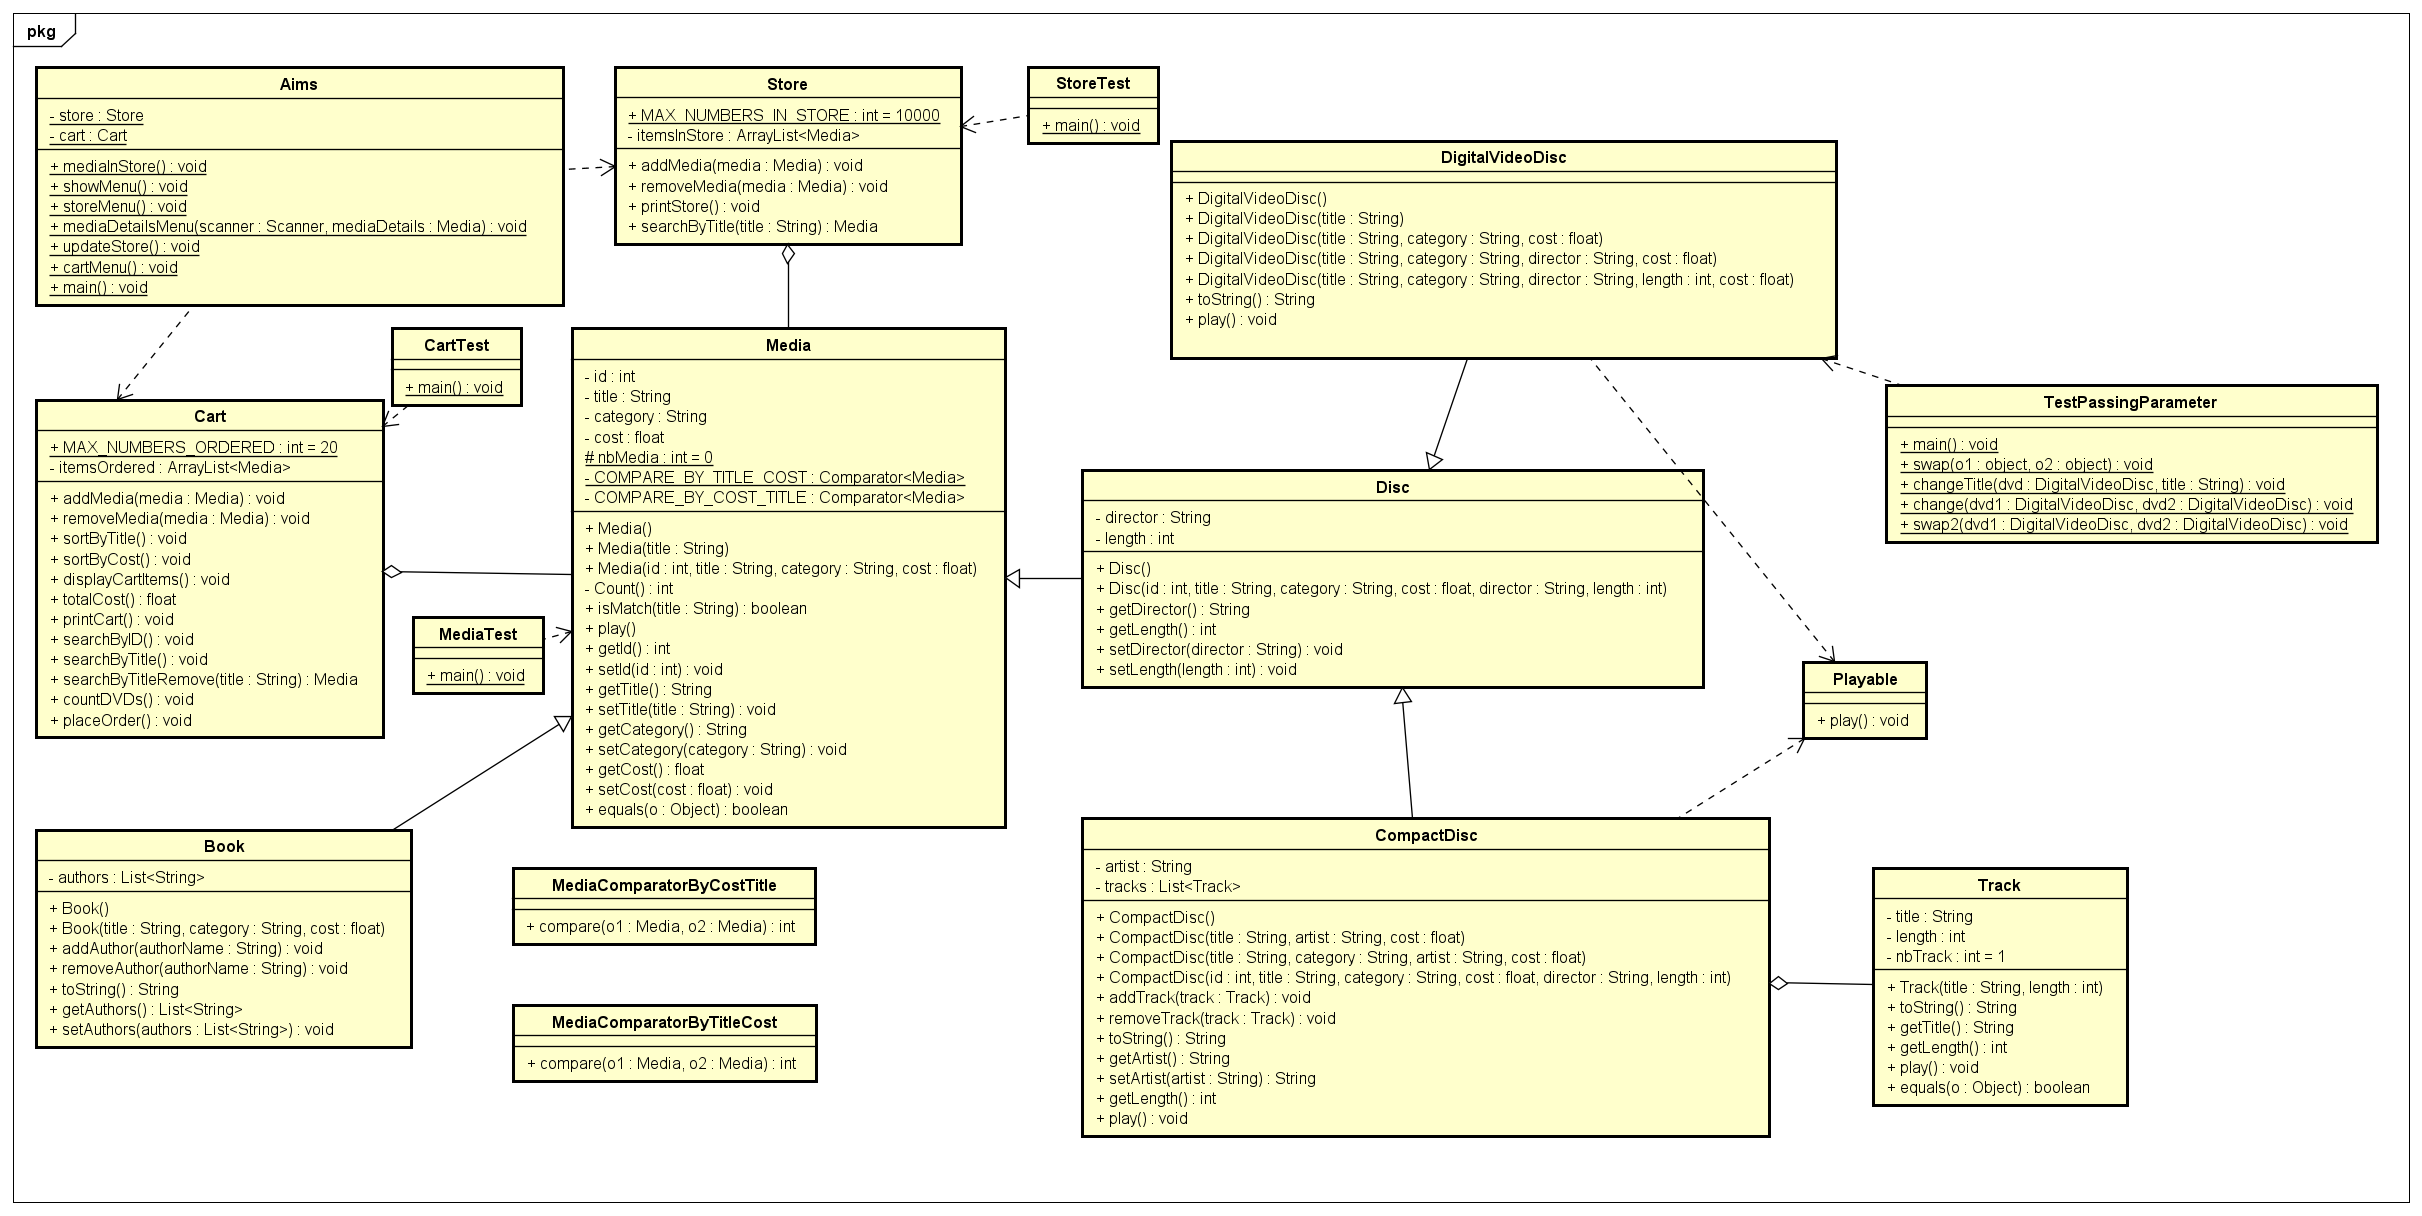 pkg
Aims
- store : Store
- cart : Cart
+ mediaInStore() : void
+ showMenu() : void
+ storeMenu() : void
+ mediaDetailsMenu(scanner : Scanner, mediaDetails : Media) : void
+ updateStore() : void
+ cartMenu() : void
+ main() : void
Store
+ MAX_NUMBERS_IN_STORE : int = 10000
- itemsInStore : ArrayList<Media>
+ addMedia(media : Media) : void
+ removeMedia(media : Media) : void
+ printStore() : void
+ searchByTitle(title : String) : Media
StoreTest
+ main() : void
DigitalVideoDisc
+ DigitalVideoDisc()
+ DigitalVideoDisc(title : String)
+ DigitalVideoDisc(title : String, category : String, cost : float)
+ DigitalVideoDisc(title : String, category : String, director : String, cost : float)
+ DigitalVideoDisc(title : String, category : String, director : String, length : int, cost : float)
+ toString() : String
+ play() : void
CartTest
+ main() : void
Cart
+ MAX_NUMBERS_ORDERED : int = 20
- itemsOrdered : ArrayList<Media>
+ addMedia(media : Media) : void
+ removeMedia(media : Media) : void
+ sortByTitle() : void
+ sortByCost() : void
+ displayCartItems() : void
+ totalCost() : float
+ printCart() : void
+ searchByID() : void
+ searchByTitle() : void
+ searchByTitleRemove(title : String) : Media
+ countDVDs() : void
+ placeOrder() : void
Media
- id : int
- title : String
- category : String
- cost : float
# nbMedia : int = 0
- COMPARE_BY_TITLE_COST : Comparator<Media>
- COMPARE_BY_COST_TITLE : Comparator<Media>
+ Media()
+ Media(title : String)
+ Media(id : int, title : String, category : String, cost : float)
- Count() : int
+ isMatch(title : String) : boolean
+ play()
+ getId() : int
+ setId(id : int) : void
+ getTitle() : String
+ setTitle(title : String) : void
+ getCategory() : String
+ setCategory(category : String) : void
+ getCost() : float
+ setCost(cost : float) : void
+ equals(o : Object) : boolean
MediaTest
+ main() : void
TestPassingParameter
+ main() : void
+ swap(o1 : object, o2 : object) : void
+ changeTitle(dvd : DigitalVideoDisc, title : String) : void
+ change(dvd1 : DigitalVideoDisc, dvd2 : DigitalVideoDisc) : void
+ swap2(dvd1 : DigitalVideoDisc, dvd2 : DigitalVideoDisc) : void
Disc
- director : String
- length : int
+ Disc()
+ Disc(id : int, title : String, category : String, cost : float, director : String, length : int)
+ getDirector() : String
+ getLength() : int
+ setDirector(director : String) : void
+ setLength(length : int) : void
Playable
+ play() : void
Book
- authors : List<String>
+ Book()
+ Book(title : String, category : String, cost : float)
+ addAuthor(authorName : String) : void
+ removeAuthor(authorName : String) : void
+ toString() : String
+ getAuthors() : List<String>
+ setAuthors(authors : List<String>) : void
MediaComparatorByCostTitle
+ compare(o1 : Media, o2 : Media) : int
MediaComparatorByTitleCost
+ compare(o1 : Media, o2 : Media) : int
CompactDisc
- artist : String
- tracks : List<Track>
+ CompactDisc()
+ CompactDisc(title : String, artist : String, cost : float)
+ CompactDisc(title : String, category : String, artist : String, cost : float)
+ CompactDisc(id : int, title : String, category : String, cost : float, director : String, length : int)
+ addTrack(track : Track) : void
+ removeTrack(track : Track) : void
+ toString() : String
+ getArtist() : String
+ setArtist(artist : String) : String
+ getLength() : int
+ play() : void
Track
- title : String
- length : int
- nbTrack : int = 1
+ Track(title : String, length : int)
+ toString() : String
+ getTitle() : String
+ getLength() : int
+ play() : void
+ equals(o : Object) : boolean